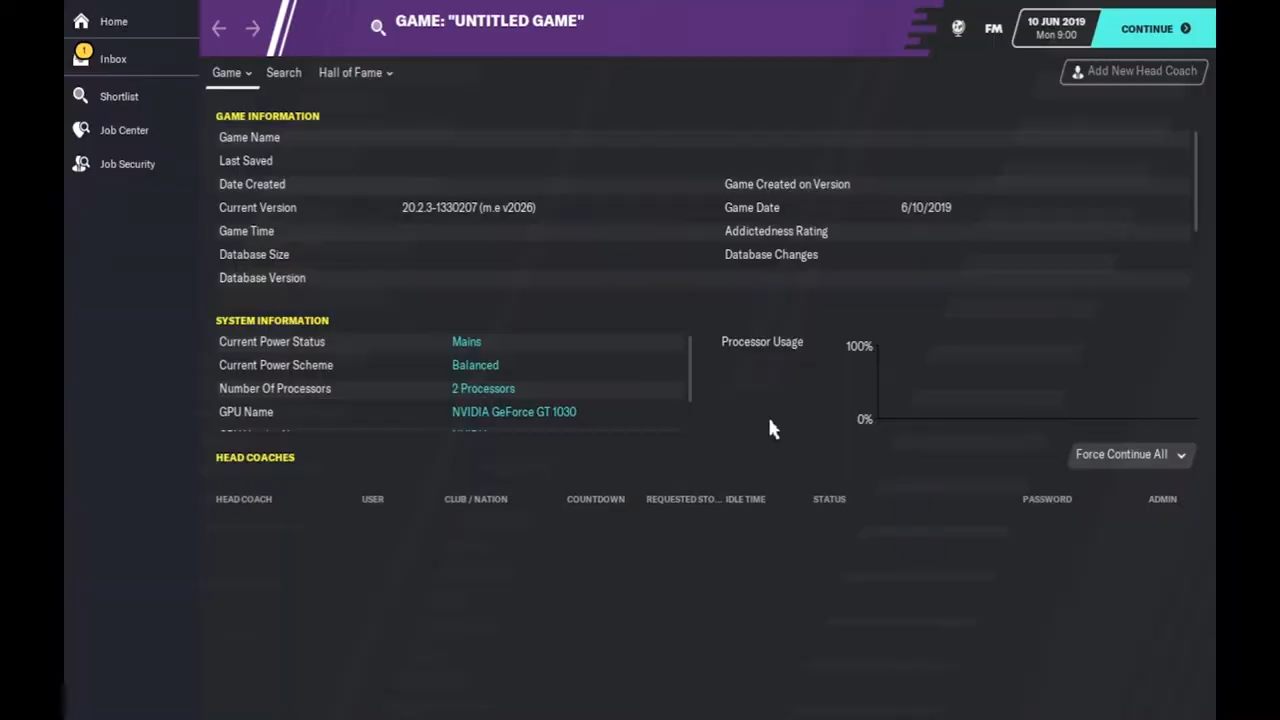 Home
GAME: "UNTITLED GAME"
FM
10 JUN 2019
Mon 9:00
CONTINUE
1
Inbox
Game
Search
Hall of Fame
Add New Head Coach
Shortlist
Job Center
Job Security
GAME INFORMATION
Game Name
Last Saved
Date Created
Game Created on Version
Current Version 20.2.3-1330207 (m.e v2026)
Game Date 6/10/2019
Game Time
Addictedness Rating
Database Size
Database Changes
Database Version
SYSTEM INFORMATION
Current Power Status Mains
Current Power Scheme Balanced
Number Of Processors 2 Processors
GPU Name NVIDIA GeForce GT 1030
Processor Usage
100%
0%
HEAD COACHES
Force Continue All
HEAD COACH USER CLUB / NATION COUNTDOWN REQUESTED STO... IDLE TIME STATUS PASSWORD ADMIN